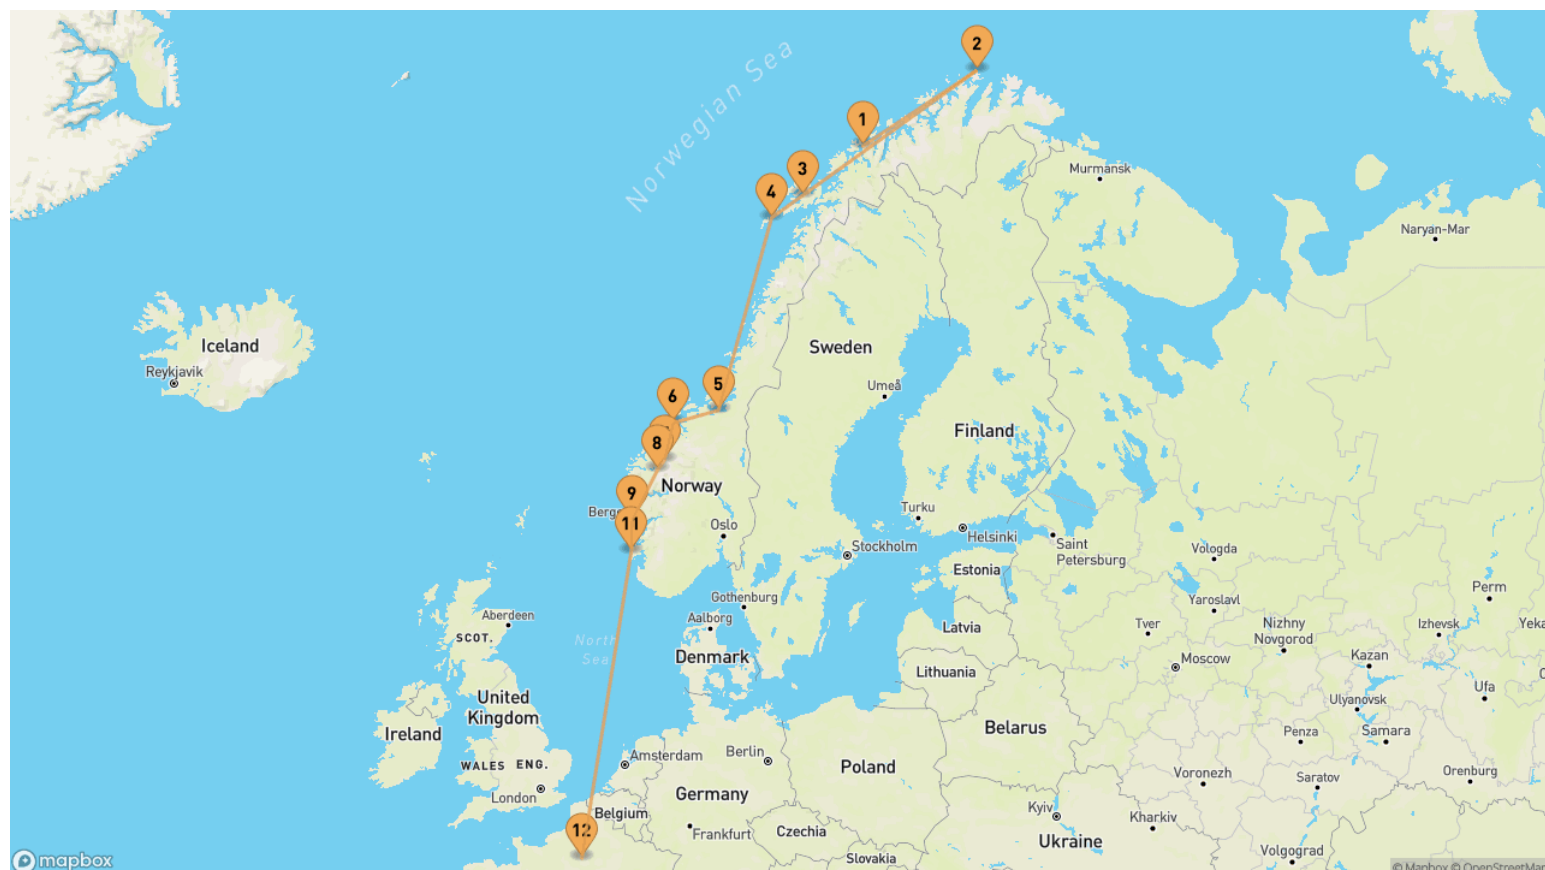 2
Norwegian Sea
1
3
4
Murmansk
Naryan-Mar
Iceland
Reykjavik
Sweden
Umeå
5
6
8
Finland
Norway
9
11
Oslo
Turku
Helsinki
Stockholm
Saint
Petersburg
Vologda
Estonia
Perm
Gothenburg
Aalborg
Aberdeen
SCOT.
North
Sea
Denmark
Latvia
Lithuania
Yaroslavl
Tver
Nizhny
Novgorod
Izhevsk
Moscow
Kazan
Ufa
Ulyanovsk
Samara
Penza
United
Kingdom
Ireland
WALES
ENG.
London
Amsterdam
Berlin
Poland
Belarus
Germany
Belgium
Frankfurt
Czechia
Slovakia
12
Voronezh
Saratov
Orenburg
Kyiv
Kharkiv
Ukraine
Volgograd
mapbox
© Mapbox ©